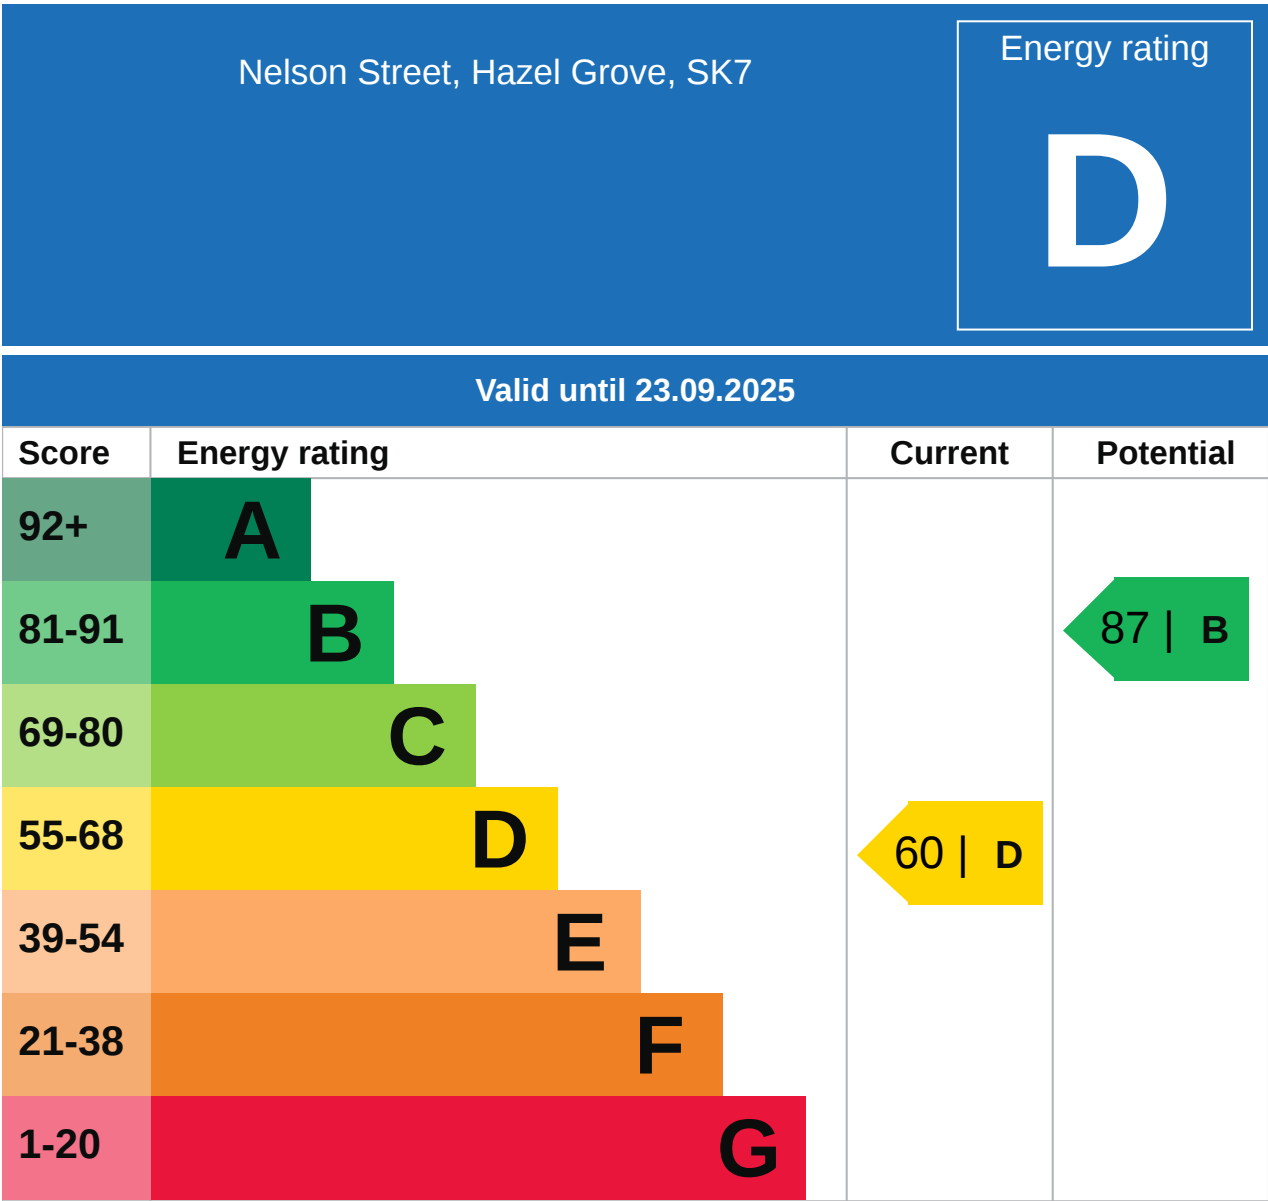 Nelson Street, Hazel Grove, SK7
Energy rating
D
Valid until 23.09.2025
Score Energy rating Current Potential
92+ A
81-91 B 87 | B
69-80 C
55-68 D 60 | D
39-54 E
21-38 F
1-20 G